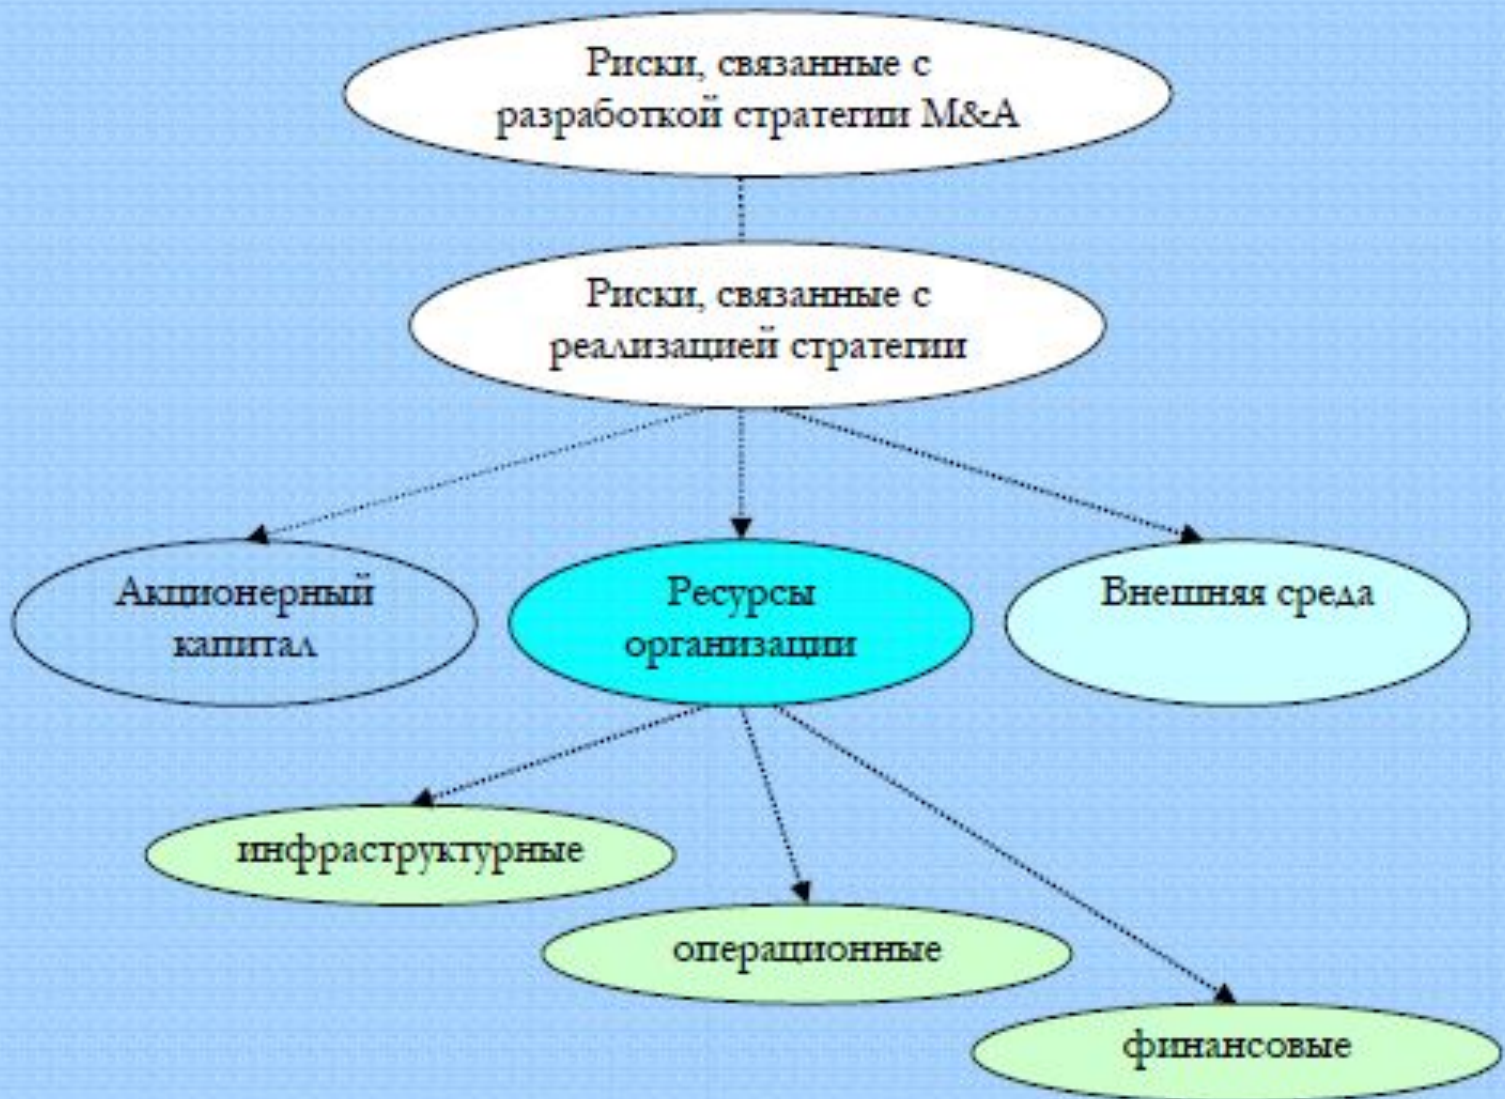 Риски, связанные с
разработкой стратегии M&A
Риски, связанные с
реализацией стратегии
Акционерный
капитал
Ресурсы
организации
Внешняя среда
инфраструктурные
операционные
финансовые